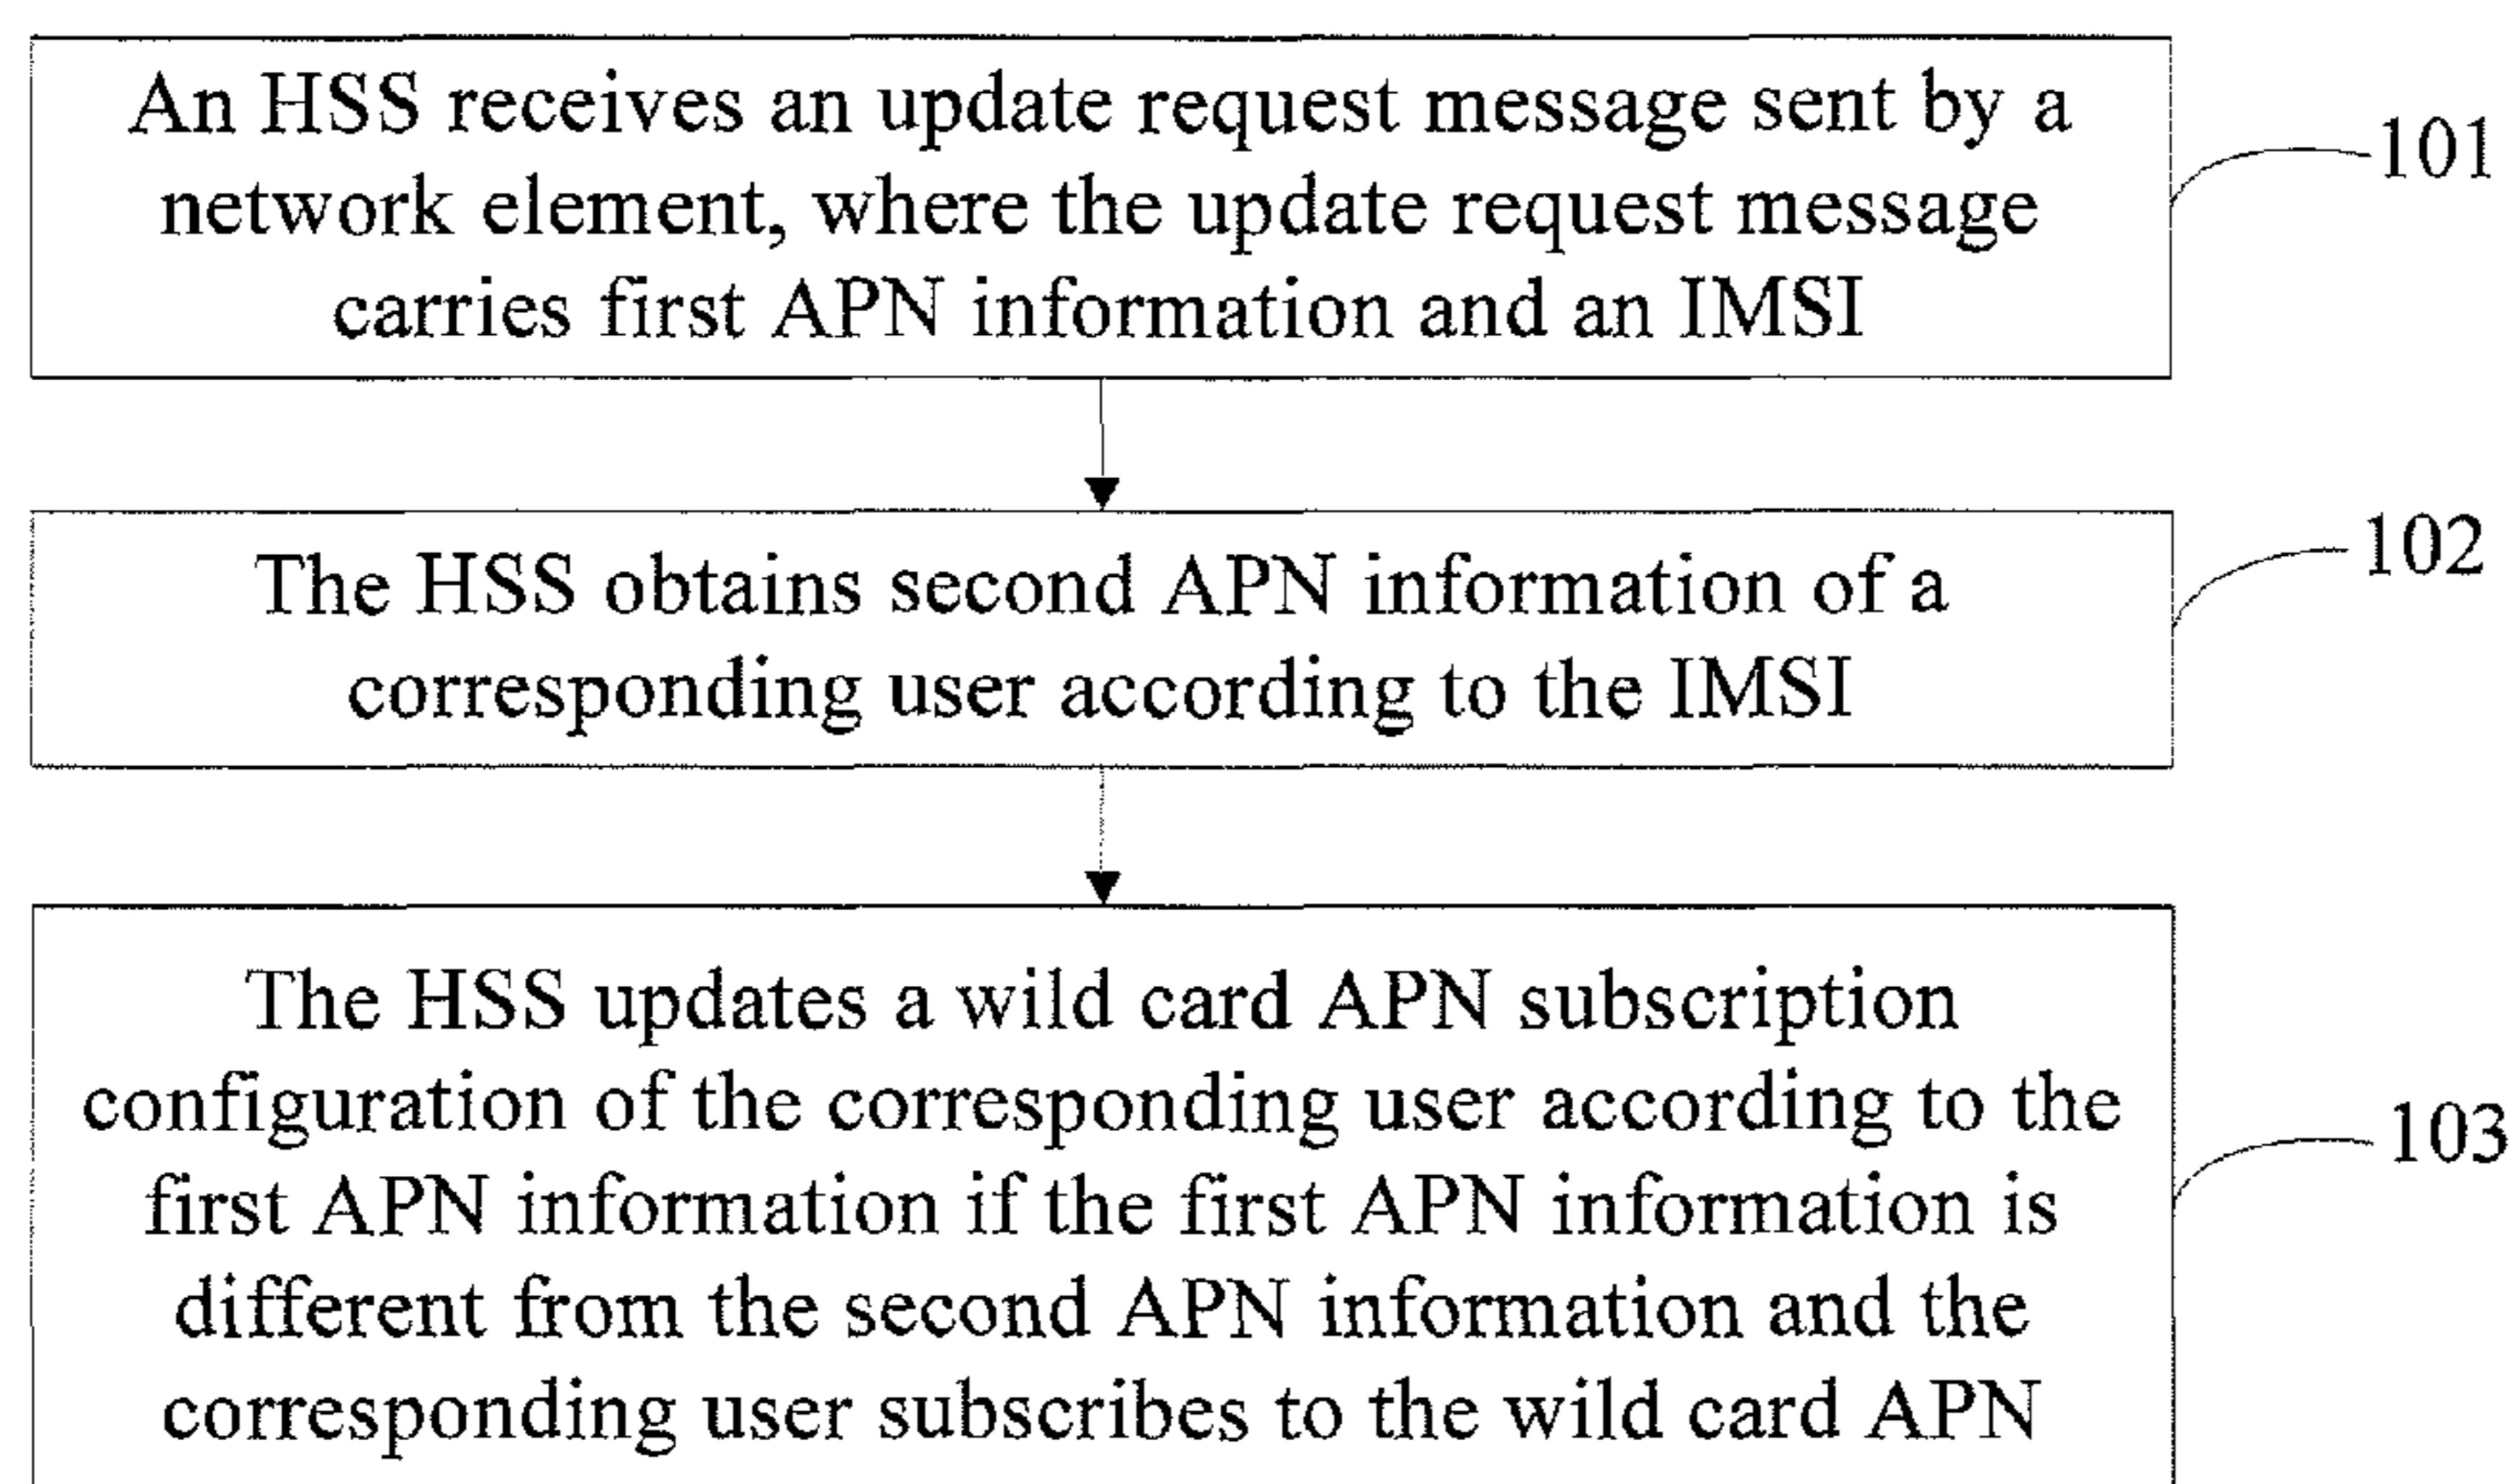 An HSS receives an update request message sent by a
network element, where the update request message
carries first APN information and an IMSI
101
The HSS obtains second APN information of a
corresponding user according to the IMSI
102
The HSS updates a wild card APN subscription
configuration of the corresponding user according to the
first APN information if the first APN information is
different from the second APN information and the
corresponding user subscribes to the wild card APN
103